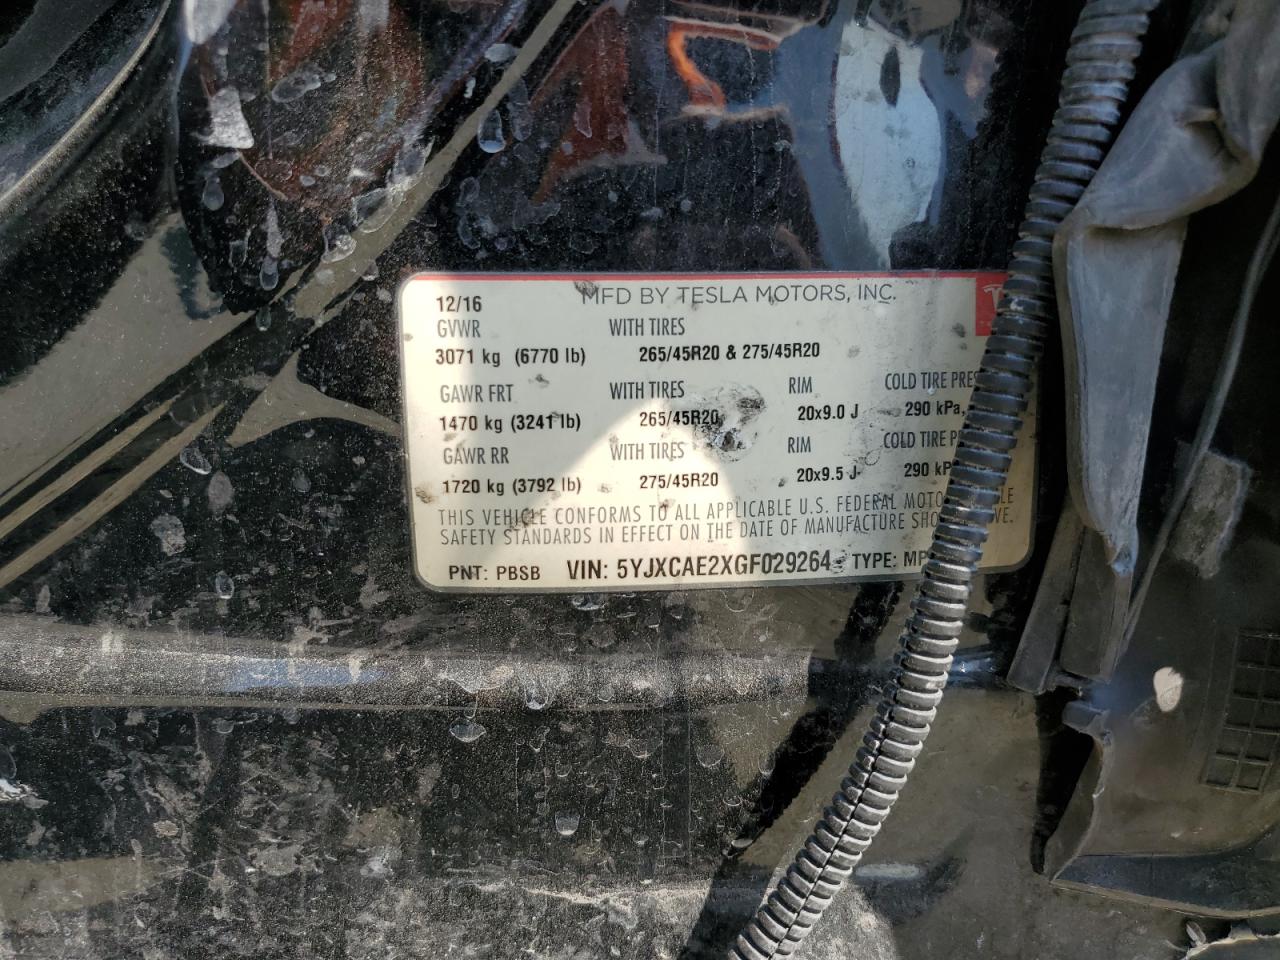 12/16 MFD BY TESLA MOTORS, INC.
GVWR WITH TIRES
3071 kg (6770 lb) 265/45R20 & 275/45R20
GAWR FRT WITH TIRES RIM COLD TIRE PRES
1470 kg (3241 lb) 265/45R20 20x9.0 J 290 kPa,
GAWR RR WITH TIRES RIM COLD TIRE P
1720 kg (3792 lb) 275/45R20 20x9.5 J 290 kP
THIS VEHICLE CONFORMS TO ALL APPLICABLE U.S. FEDERAL MOTO
SAFETY STANDARDS IN EFFECT ON THE DATE OF MANUFACTURE SHO VE.
PNT: PBSB VIN: 5YJXCAE2XGF029264 TYPE: MP